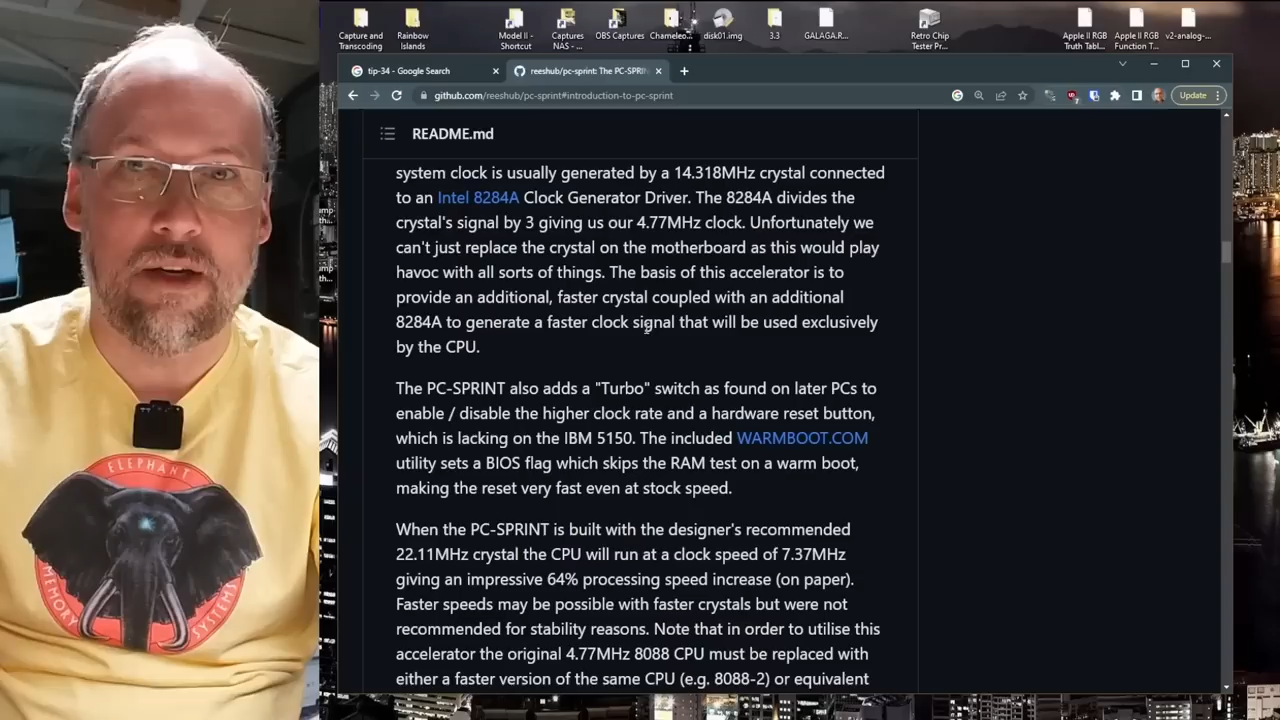 Capture and Transcoding
Rainbow Islands
Model II - Shortcut
Captures NAS - ...
OBS Captures
Chameleo...
disk01.img
3.3
GALAGA.R...
Retro Chip Tester Pr...
Apple II RGB Truth Tabl...
Apple II RGB Function T...
v2-analog-...
tip-34 - Google Search
reeshub/pc-sprint: The PC-SPRIN
github.com/reeshub/pc-sprint#introduction-to-pc-sprint
Update
README.md
system clock is usually generated by a 14.318MHz crystal connected
to an Intel 8284A Clock Generator Driver. The 8284A divides the
crystal's signal by 3 giving us our 4.77MHz clock. Unfortunately we
can't just replace the crystal on the motherboard as this would play
havoc with all sorts of things. The basis of this accelerator is to
provide an additional, faster crystal coupled with an additional
8284A to generate a faster clock signal that will be used exclusively
by the CPU.
The PC-SPRINT also adds a "Turbo" switch as found on later PCs to
enable / disable the higher clock rate and a hardware reset button,
which is lacking on the IBM 5150. The included WARMBOOT.COM
utility sets a BIOS flag which skips the RAM test on a warm boot,
making the reset very fast even at stock speed.
When the PC-SPRINT is built with the designer's recommended
22.11MHz crystal the CPU will run at a clock speed of 7.37MHz
giving an impressive 64% processing speed increase (on paper).
Faster speeds may be possible with faster crystals but were not
recommended for stability reasons. Note that in order to utilise this
accelerator the original 4.77MHz 8088 CPU must be replaced with
either a faster version of the same CPU (e.g. 8088-2) or equivalent
ELEPHANT
MEMORY
SYSTEMS